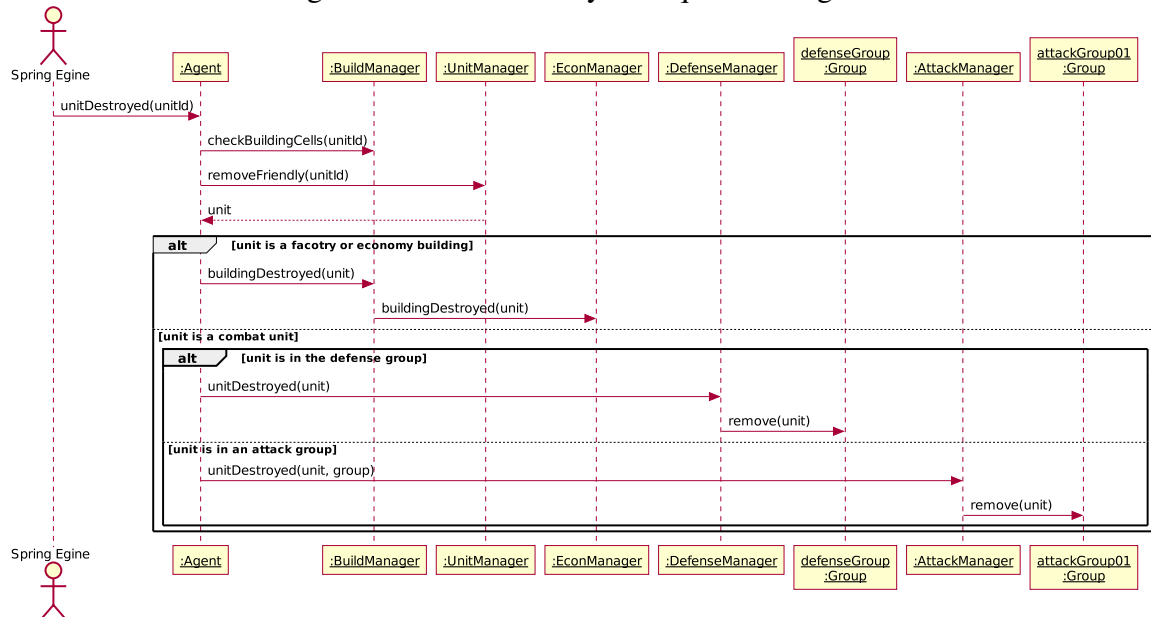 Spring Egine
:Agent
:BuildManager
:UnitManager
:EconManager
:DefenseManager
defenseGroup
:Group
:AttackManager
attackGroup01
:Group
unitDestroyed(unitId)
checkBuildingCells(unitId)
removeFriendly(unitId)
unit
alt
[unit is a facotry or economy building]
buildingDestroyed(unit)
buildingDestroyed(unit)
[unit is a combat unit]
alt
[unit is in the defense group]
unitDestroyed(unit)
remove(unit)
[unit is in an attack group]
unitDestroyed(unit, group)
remove(unit)
Spring Egine
:Agent
:BuildManager
:UnitManager
:EconManager
:DefenseManager
defenseGroup
:Group
:AttackManager
attackGroup01
:Group